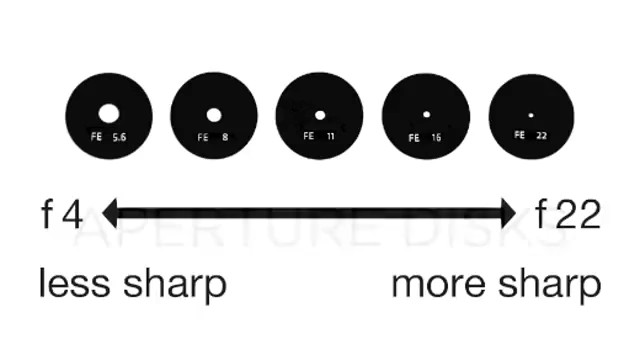 FE 5.6 FE 8 FE 11 FE 16 FE 22
f 4 f 22
APERTURE DISKS
less sharp more sharp